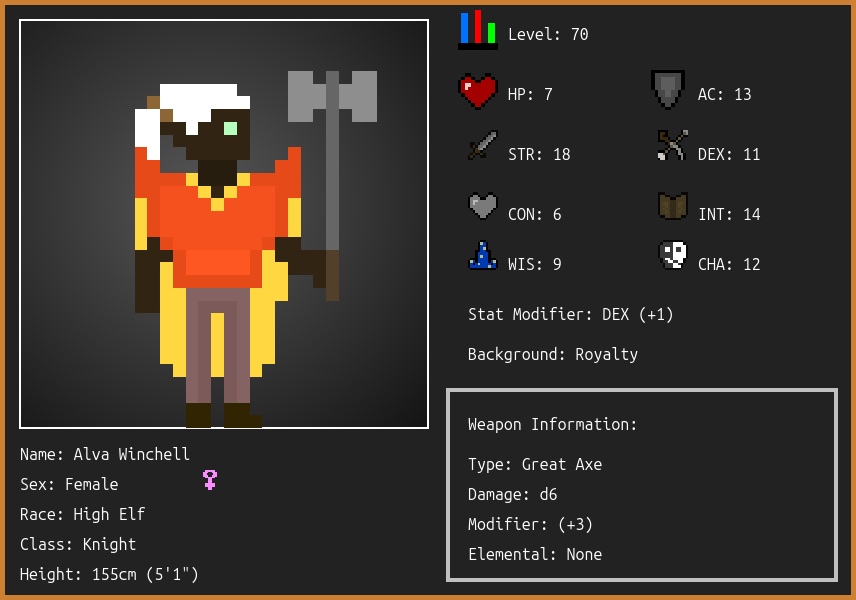 Level: 70
HP: 7
AC: 13
STR: 18
DEX: 11
CON: 6
INT: 14
WIS: 9
CHA: 12
Stat Modifier: DEX (+1)
Background: Royalty
Weapon Information:
Type: Great Axe
Damage: d6
Modifier: (+3)
Elemental: None
Name: Alva Winchell
Sex: Female
Race: High Elf
Class: Knight
Height: 155cm (5'1")